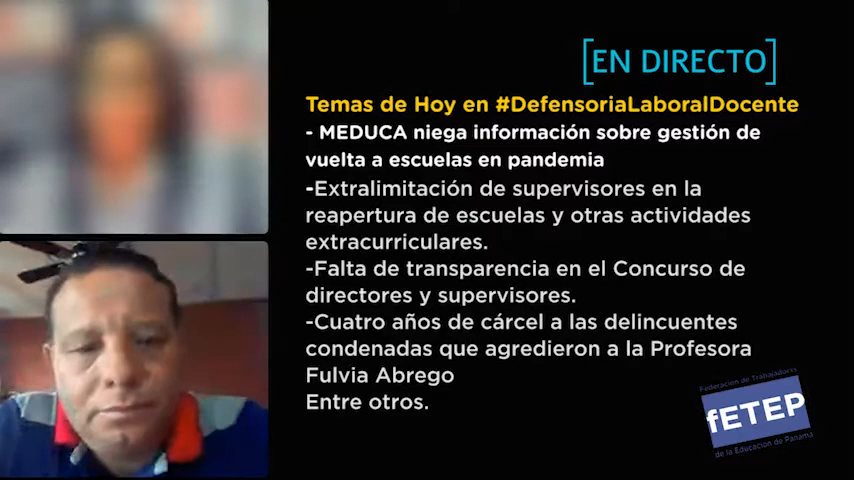 [EN DIRECTO]
Temas de Hoy en #DefensoriaLaboralDocente
- MEDUCA niega información sobre gestión de
vuelta a escuelas en pandemia
-Extralimitación de supervisores en la
reapertura de escuelas y otras actividades
extracurriculares.
-Falta de transparencia en el Concurso de
directores y supervisores.
-Cuatro años de cárcel a las delincuentes
condenadas que agredieron a la Profesora
Fulvia Abrego
Entre otros.
Federación de Trabajadores
fETEP
de la Educación de Panamá